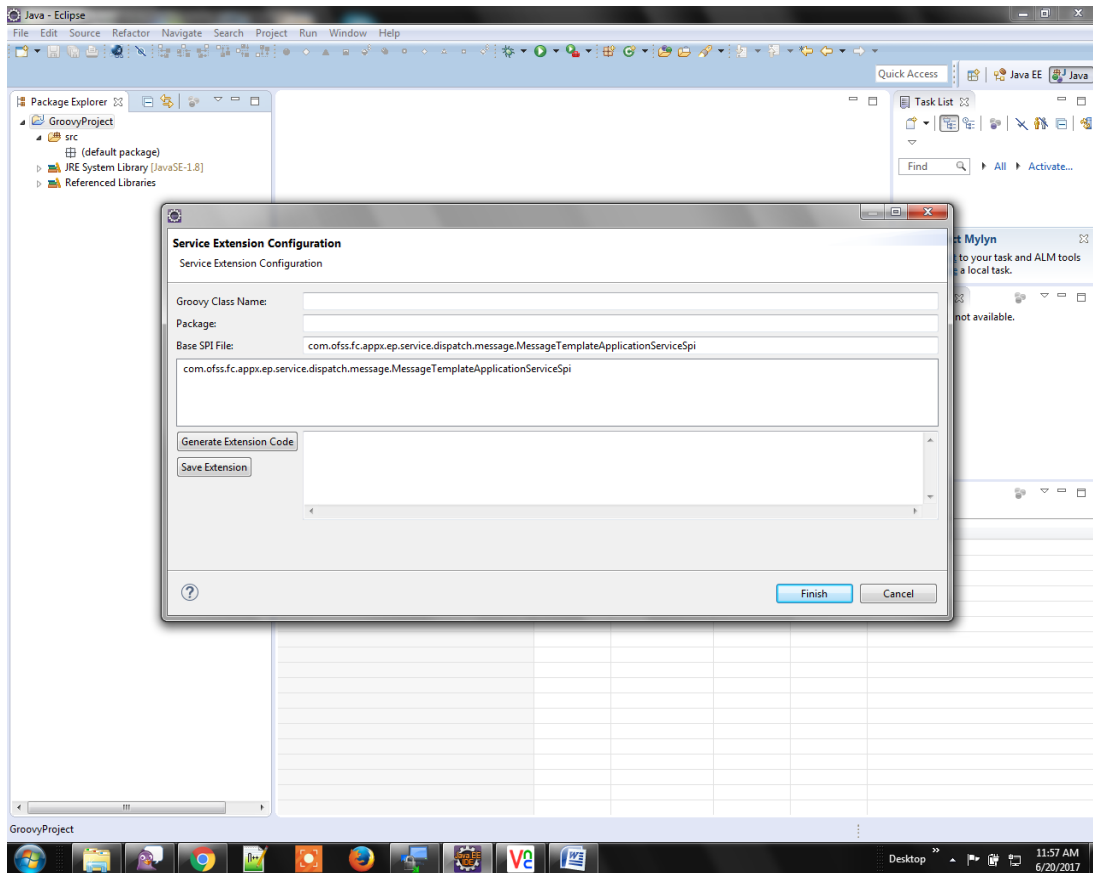 Java - Eclipse
File Edit Source Refactor Navigate Search Project Run Window Help
Quick Access
Java EE
Java
Package Explorer
Task List
GroovyProject
src
(default package)
JRE System Library [JavaSE-1.8]
Referenced Libraries
Find
All
Activate...
Service Extension Configuration
Service Extension Configuration
ct Mylyn
to your task and ALM tools
a local task.
Groovy Class Name:
not available.
Package:
Base SPI File:
com.ofss.fc.appx.ep.service.dispatch.message.MessageTemplateApplicationServiceSpi
com.ofss.fc.appx.ep.service.dispatch.message.MessageTemplateApplicationServiceSpi
Generate Extension Code
Save Extension
Finish
Cancel
GroovyProject
Java EE
IDE
Desktop
11:57 AM
6/20/2017